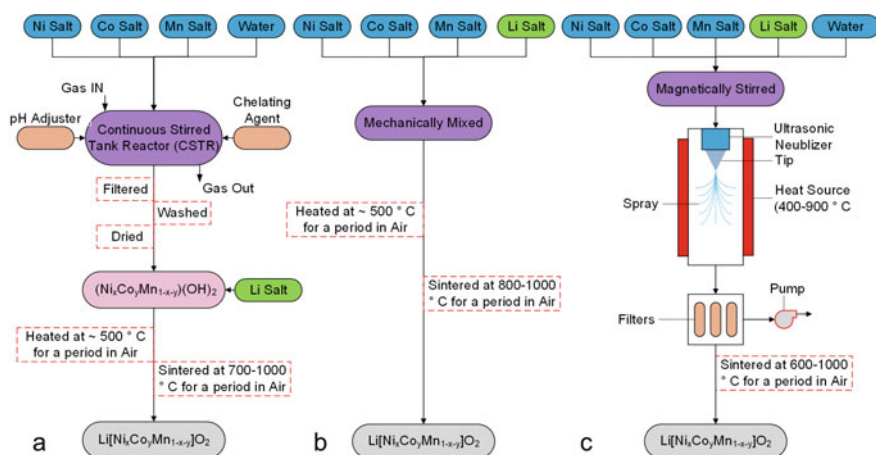 Ni Salt
Co Salt
Mn Salt
Water
Gas IN
pH Adjuster
Chelating
Agent
Continuous Stirred
Tank Reactor (CSTR)
Gas Out
Filtered
Washed
Dried
(NiₓCoᵧMn₁₋ₓ₋ᵧ)(OH)₂
Li Salt
Heated at ~ 500 ° C
for a period in Air
Sintered at 700-1000
° C for a period in Air
a
Li[NiₓCoᵧMn₁₋ₓ₋ᵧ]O₂
Ni Salt
Co Salt
Mn Salt
Li Salt
Mechanically Mixed
Heated at ~ 500 ° C
for a period in Air
Sintered at 800-1000
° C for a period in Air
b
Li[NiₓCoᵧMn₁₋ₓ₋ᵧ]O₂
Ni Salt
Co Salt
Mn Salt
Li Salt
Water
Magnetically Stirred
Ultrasonic
Neublizer
Tip
Spray
Heat Source
(400-900 ° C
Filters
Pump
Sintered at 600-1000
° C for a period in Air
c
Li[NiₓCoᵧMn₁₋ₓ₋ᵧ]O₂